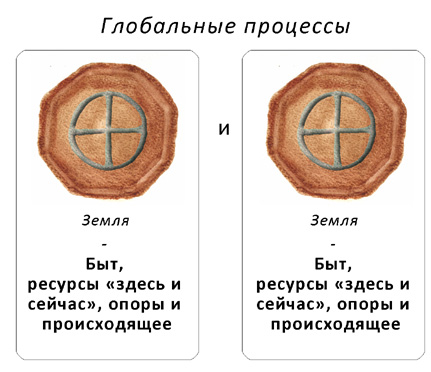 Глобальные процессы
и
Земля
-
Быт,
ресурсы «здесь и
сейчас», опоры и
происходящее
Земля
-
Быт,
ресурсы «здесь и
сейчас», опоры и
происходящее